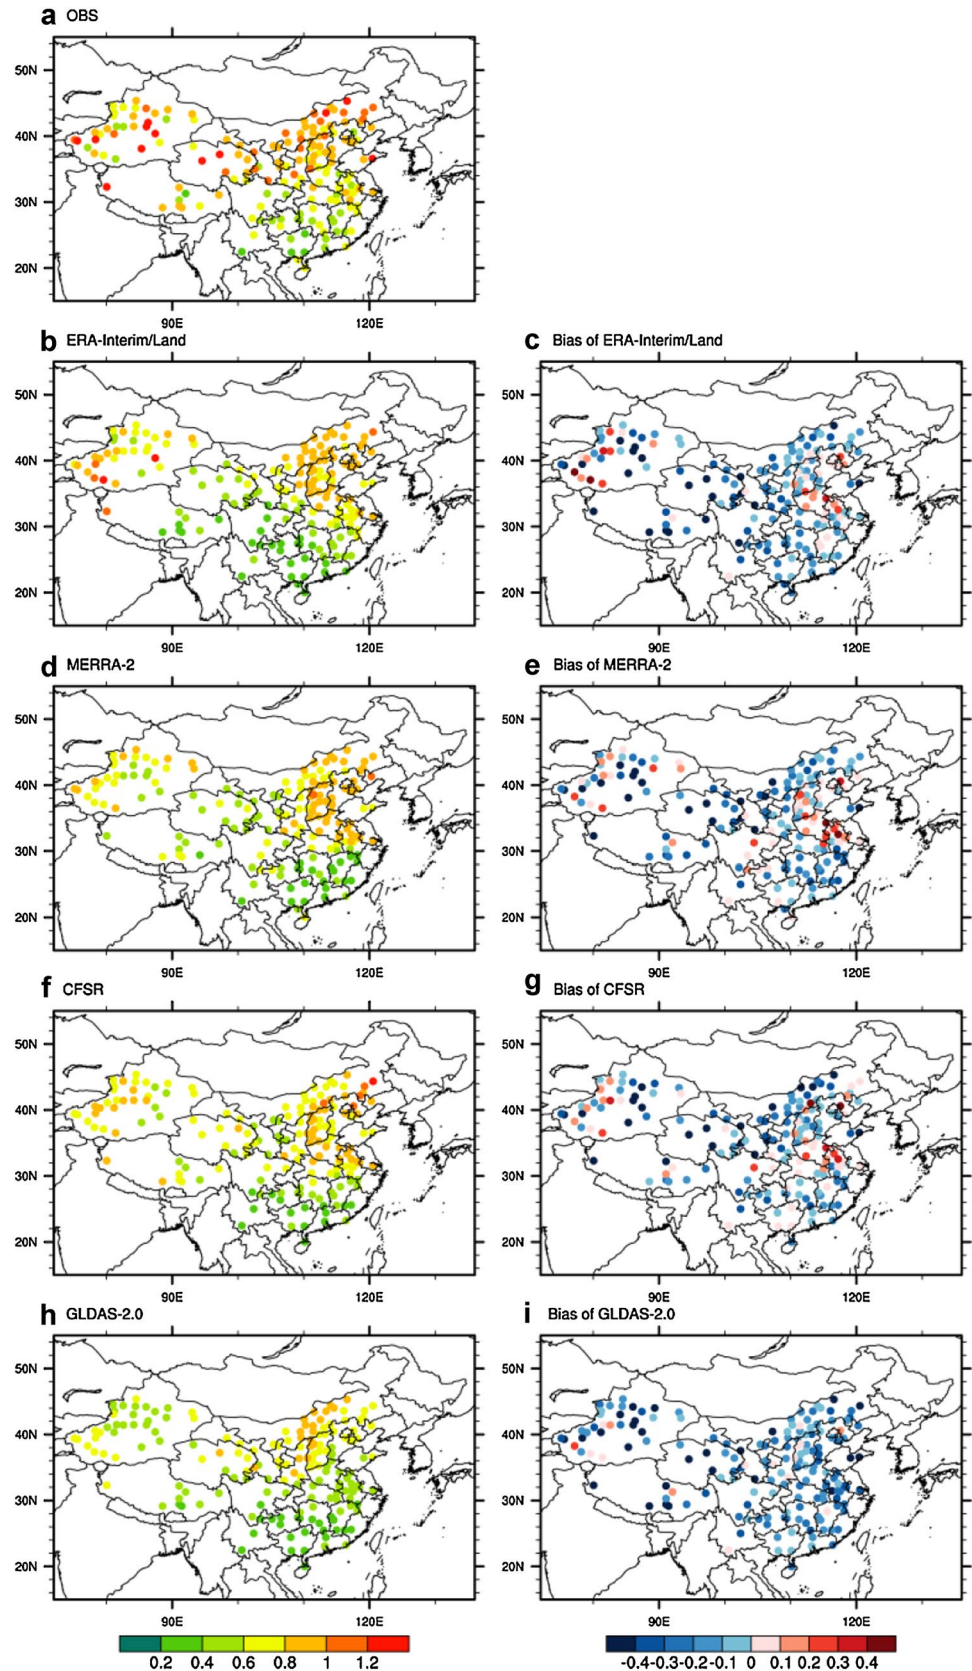 a OBS
50N
40N
30N
20N
90E 120E
b ERA-Interim/Land
50N
40N
30N
20N
90E 120E
c Bias of ERA-Interim/Land
50N
40N
30N
20N
90E 120E
d MERRA-2
50N
40N
30N
20N
90E 120E
e Bias of MERRA-2
50N
40N
30N
20N
90E 120E
f CFSR
50N
40N
30N
20N
90E 120E
g Bias of CFSR
50N
40N
30N
20N
90E 120E
h GLDAS-2.0
50N
40N
30N
20N
90E 120E
i Bias of GLDAS-2.0
50N
40N
30N
20N
90E 120E
0.2 0.4 0.6 0.8 1 1.2
-0.4 -0.3 -0.2 -0.1 0 0.1 0.2 0.3 0.4